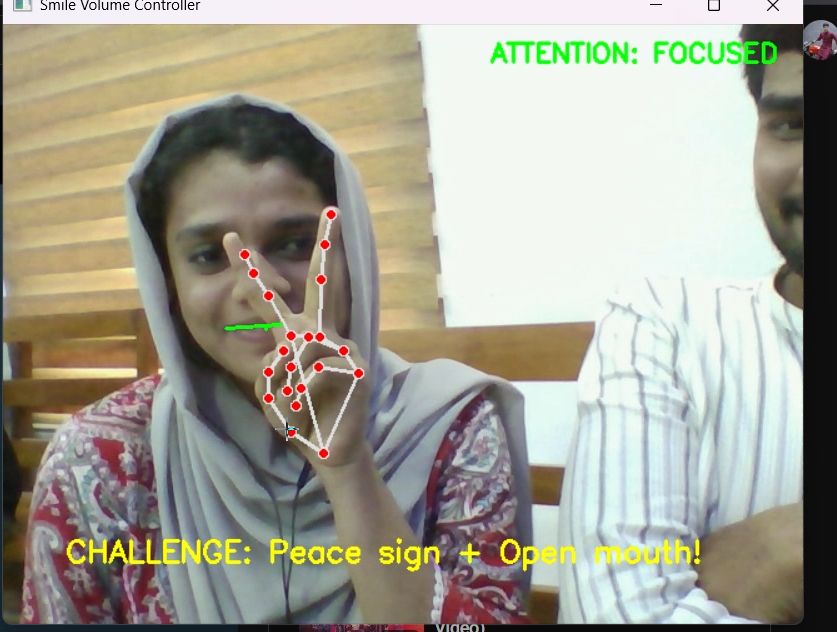 Smile Volume Controller
ATTENTION: FOCUSED
CHALLENGE: Peace sign + Open mouth!
Video)